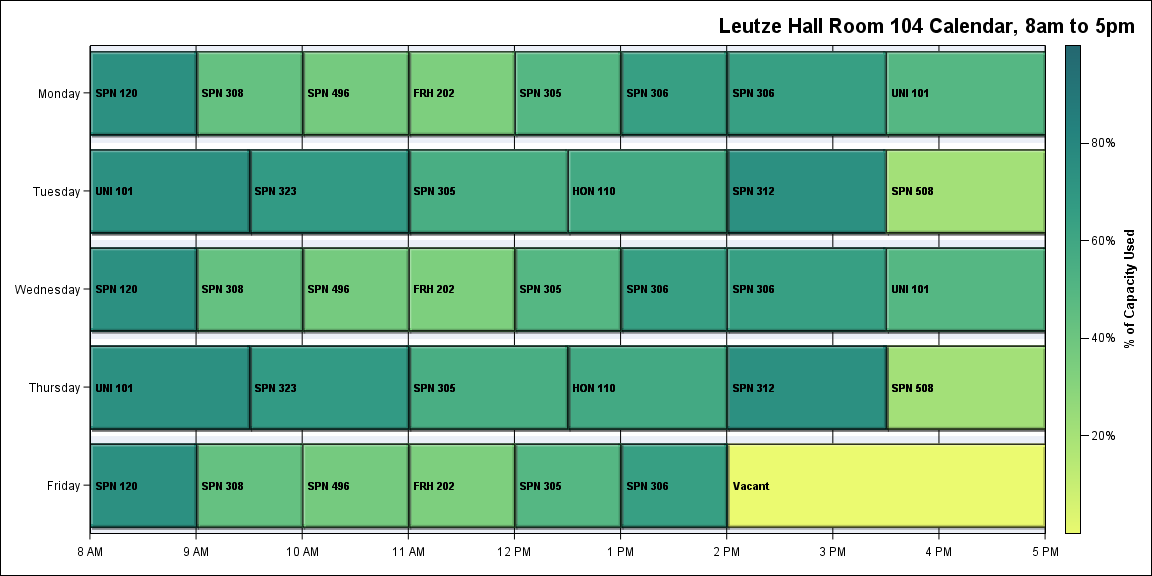 Leutze Hall Room 104 Calendar, 8am to 5pm
Monday
SPN 120
SPN 308
SPN 496
FRH 202
SPN 305
SPN 306
SPN 306
UNI 101
Tuesday
UNI 101
SPN 323
SPN 305
HON 110
SPN 312
SPN 508
Wednesday
SPN 120
SPN 308
SPN 496
FRH 202
SPN 305
SPN 306
SPN 306
UNI 101
Thursday
UNI 101
SPN 323
SPN 305
HON 110
SPN 312
SPN 508
Friday
SPN 120
SPN 308
SPN 496
FRH 202
SPN 305
SPN 306
Vacant
8 AM
9 AM
10 AM
11 AM
12 PM
1 PM
2 PM
3 PM
4 PM
5 PM
80%
60%
40%
20%
% of Capacity Used